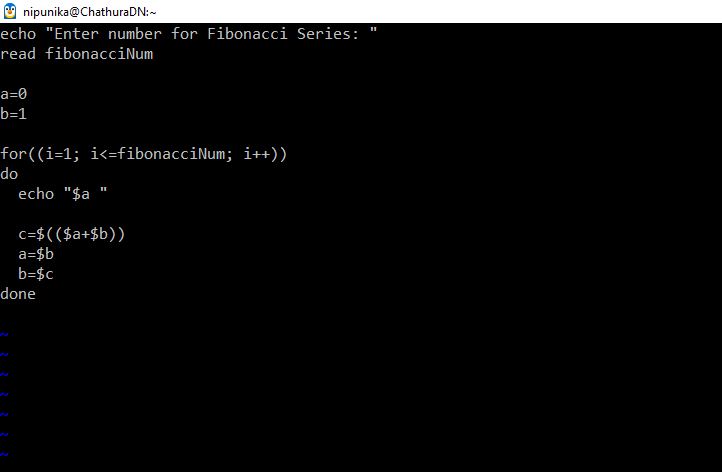 nipunika@ChathuraDN:~
echo "Enter number for Fibonacci Series: "
read fibonacciNum

a=0
b=1

for((i=1; i<=fibonacciNum; i++))
do
  echo "$a "

  c=$(($a+$b))
  a=$b
  b=$c
done

~
~
~
~
~
~
~